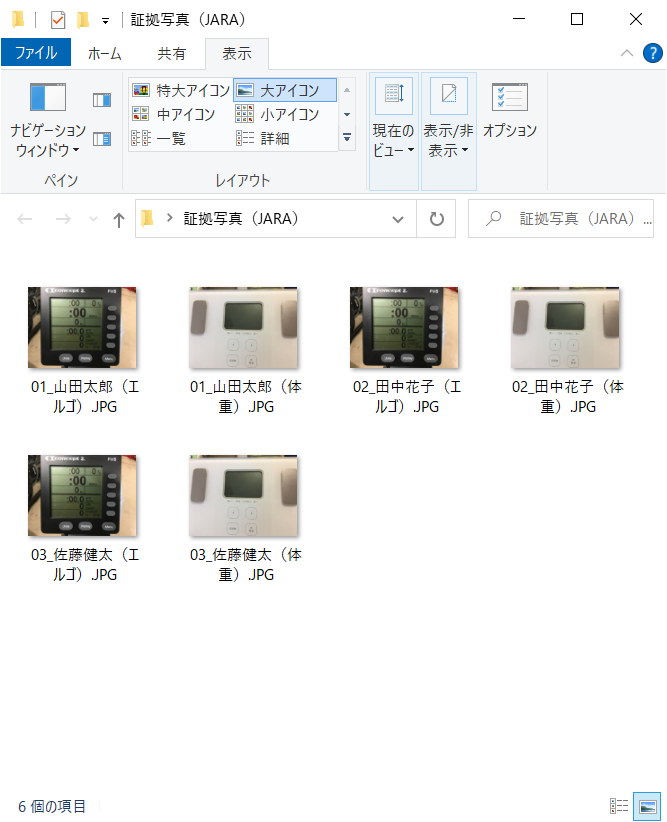 証拠写真（JARA）
ファイル ホーム 共有 表示
ナビゲーション
ウィンドウ
ペイン
特大アイコン 大アイコン
中アイコン 小アイコン
一覧 詳細
レイアウト
現在の
ビュー
表示/非
表示
オプション
証拠写真（JARA）
証拠写真（JARA）...
01_山田太郎（エ
ルゴ）.JPG
01_山田太郎（体
重）.JPG
02_田中花子（エ
ルゴ）.JPG
02_田中花子（体
重）.JPG
03_佐藤健太（エ
ルゴ）.JPG
03_佐藤健太（体
重）.JPG
6 個の項目